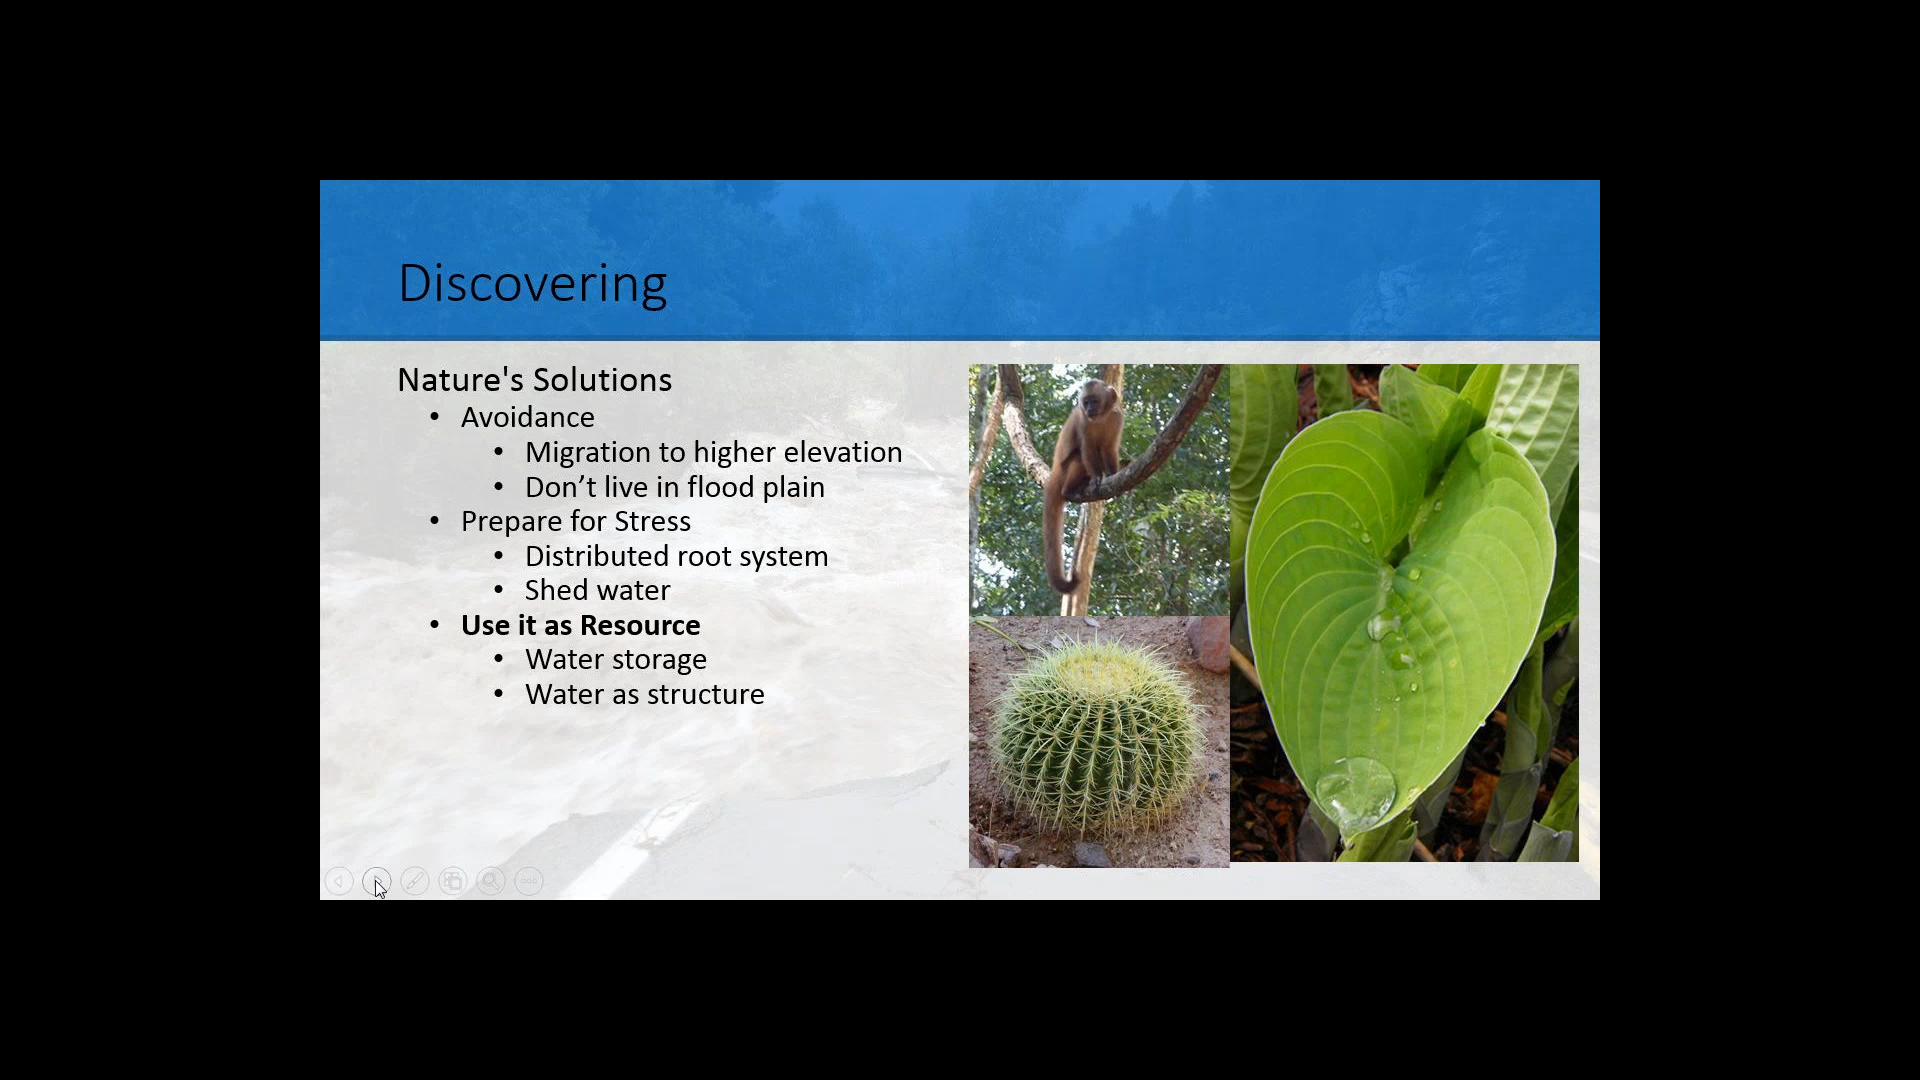 Discovering
Nature's Solutions
• Avoidance
• Migration to higher elevation
• Don’t live in flood plain
• Prepare for Stress
• Distributed root system
• Shed water
• Use it as Resource
• Water storage
• Water as structure